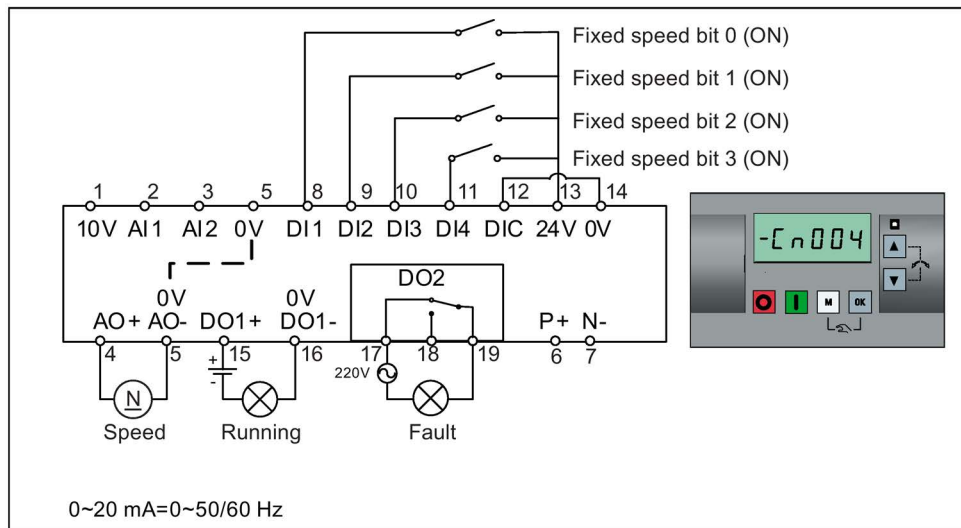 Fixed speed bit 0 (ON)
Fixed speed bit 1 (ON)
Fixed speed bit 2 (ON)
Fixed speed bit 3 (ON)
1 2 3 5 8 9 10 11 12 13 14
10V AI1 AI2 0V DI1 DI2 DI3 DI4 DIC 24V 0V
-Cn004
DO2
0V 0V
AO+ AO- DO1+ DO1- P+ N-
M OK
4 5 15 16 17 18 19 6 7
+
-
220V
N
Speed Running Fault
0~20 mA=0~50/60 Hz